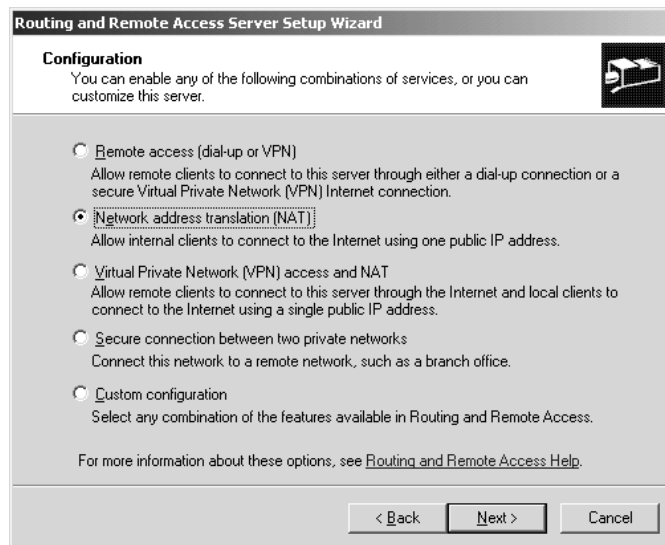 Routing and Remote Access Server Setup Wizard
Configuration
You can enable any of the following combinations of services, or you can
customize this server.
Remote access (dial-up or VPN)
Allow remote clients to connect to this server through either a dial-up connection or a
secure Virtual Private Network (VPN) Internet connection.
Network address translation (NAT)
Allow internal clients to connect to the Internet using one public IP address.
Virtual Private Network (VPN) access and NAT
Allow remote clients to connect to this server through the Internet and local clients to
connect to the Internet using a single public IP address.
Secure connection between two private networks
Connect this network to a remote network, such as a branch office.
Custom configuration
Select any combination of the features available in Routing and Remote Access.
For more information about these options, see Routing and Remote Access Help.
< Back Next > Cancel